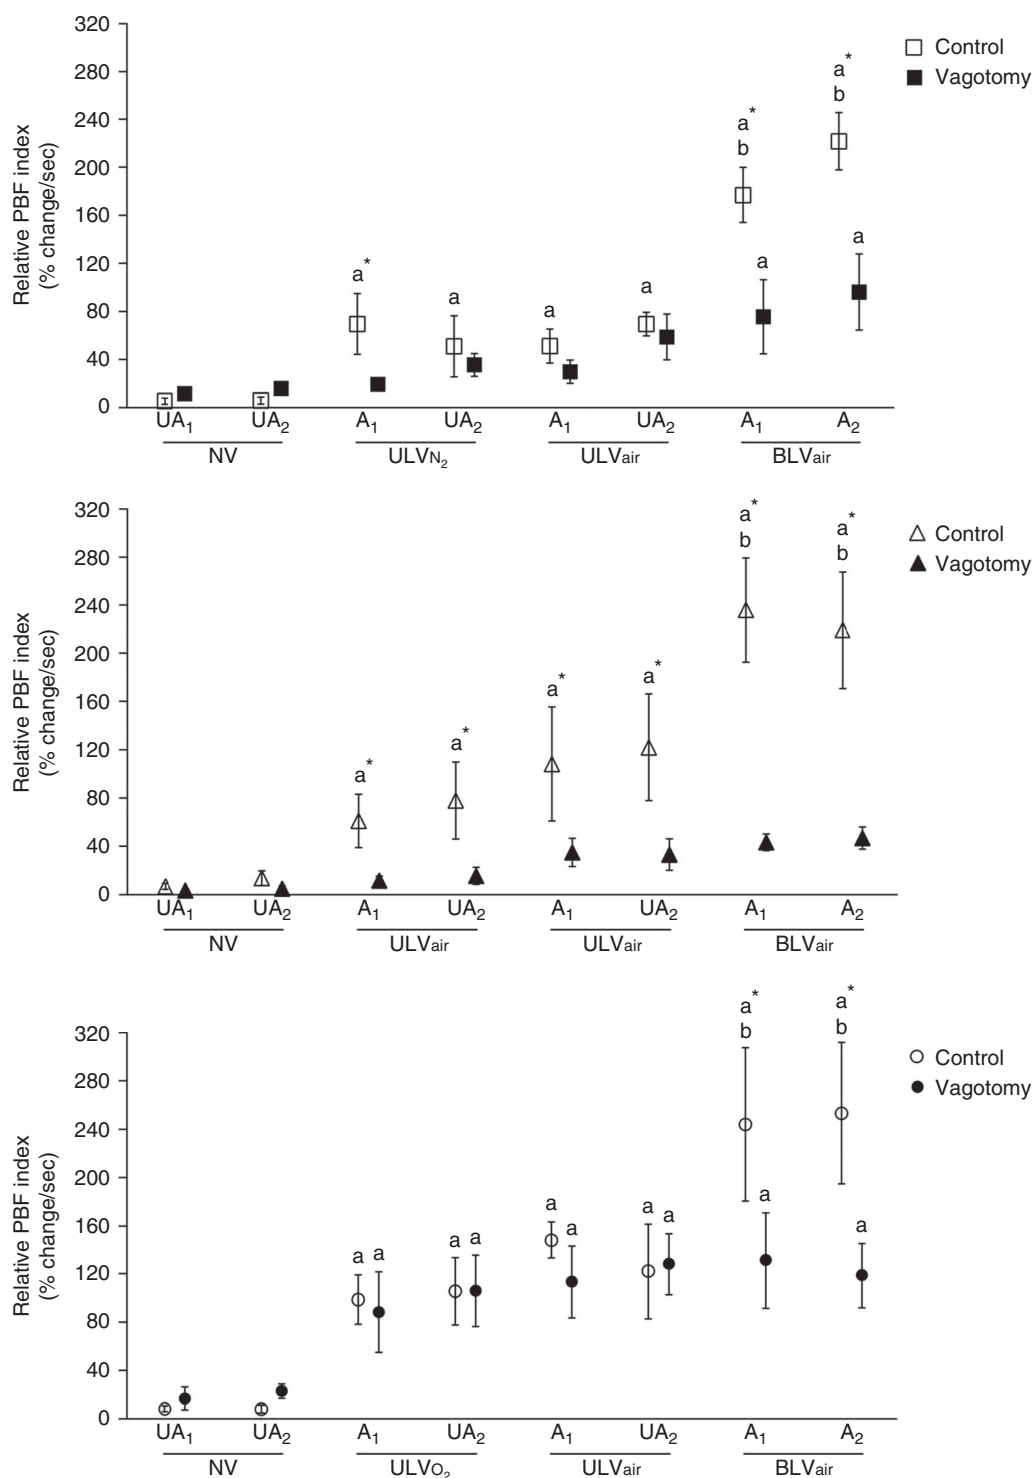 320
280
240
200
160
120
80
40
0
Relative PBF index
(% change/sec)
Control
Vagotomy
a* a a a a*
b a a*
b a
UA1 UA2 A1 UA2 A1 UA2 A1 A2
NV ULVN2 ULVair BLVair
320
280
240
200
160
120
80
40
0
Relative PBF index
(% change/sec)
Control
Vagotomy
a* a* a* a* a*
b a*
b
UA1 UA2 A1 UA2 A1 UA2 A1 A2
NV ULVair ULVair BLVair
320
280
240
200
160
120
80
40
0
Relative PBF index
(% change/sec)
Control
Vagotomy
a a a a a a a a a*
b a a*
b a
UA1 UA2 A1 UA2 A1 UA2 A1 A2
NV ULVO2 ULVair BLVair